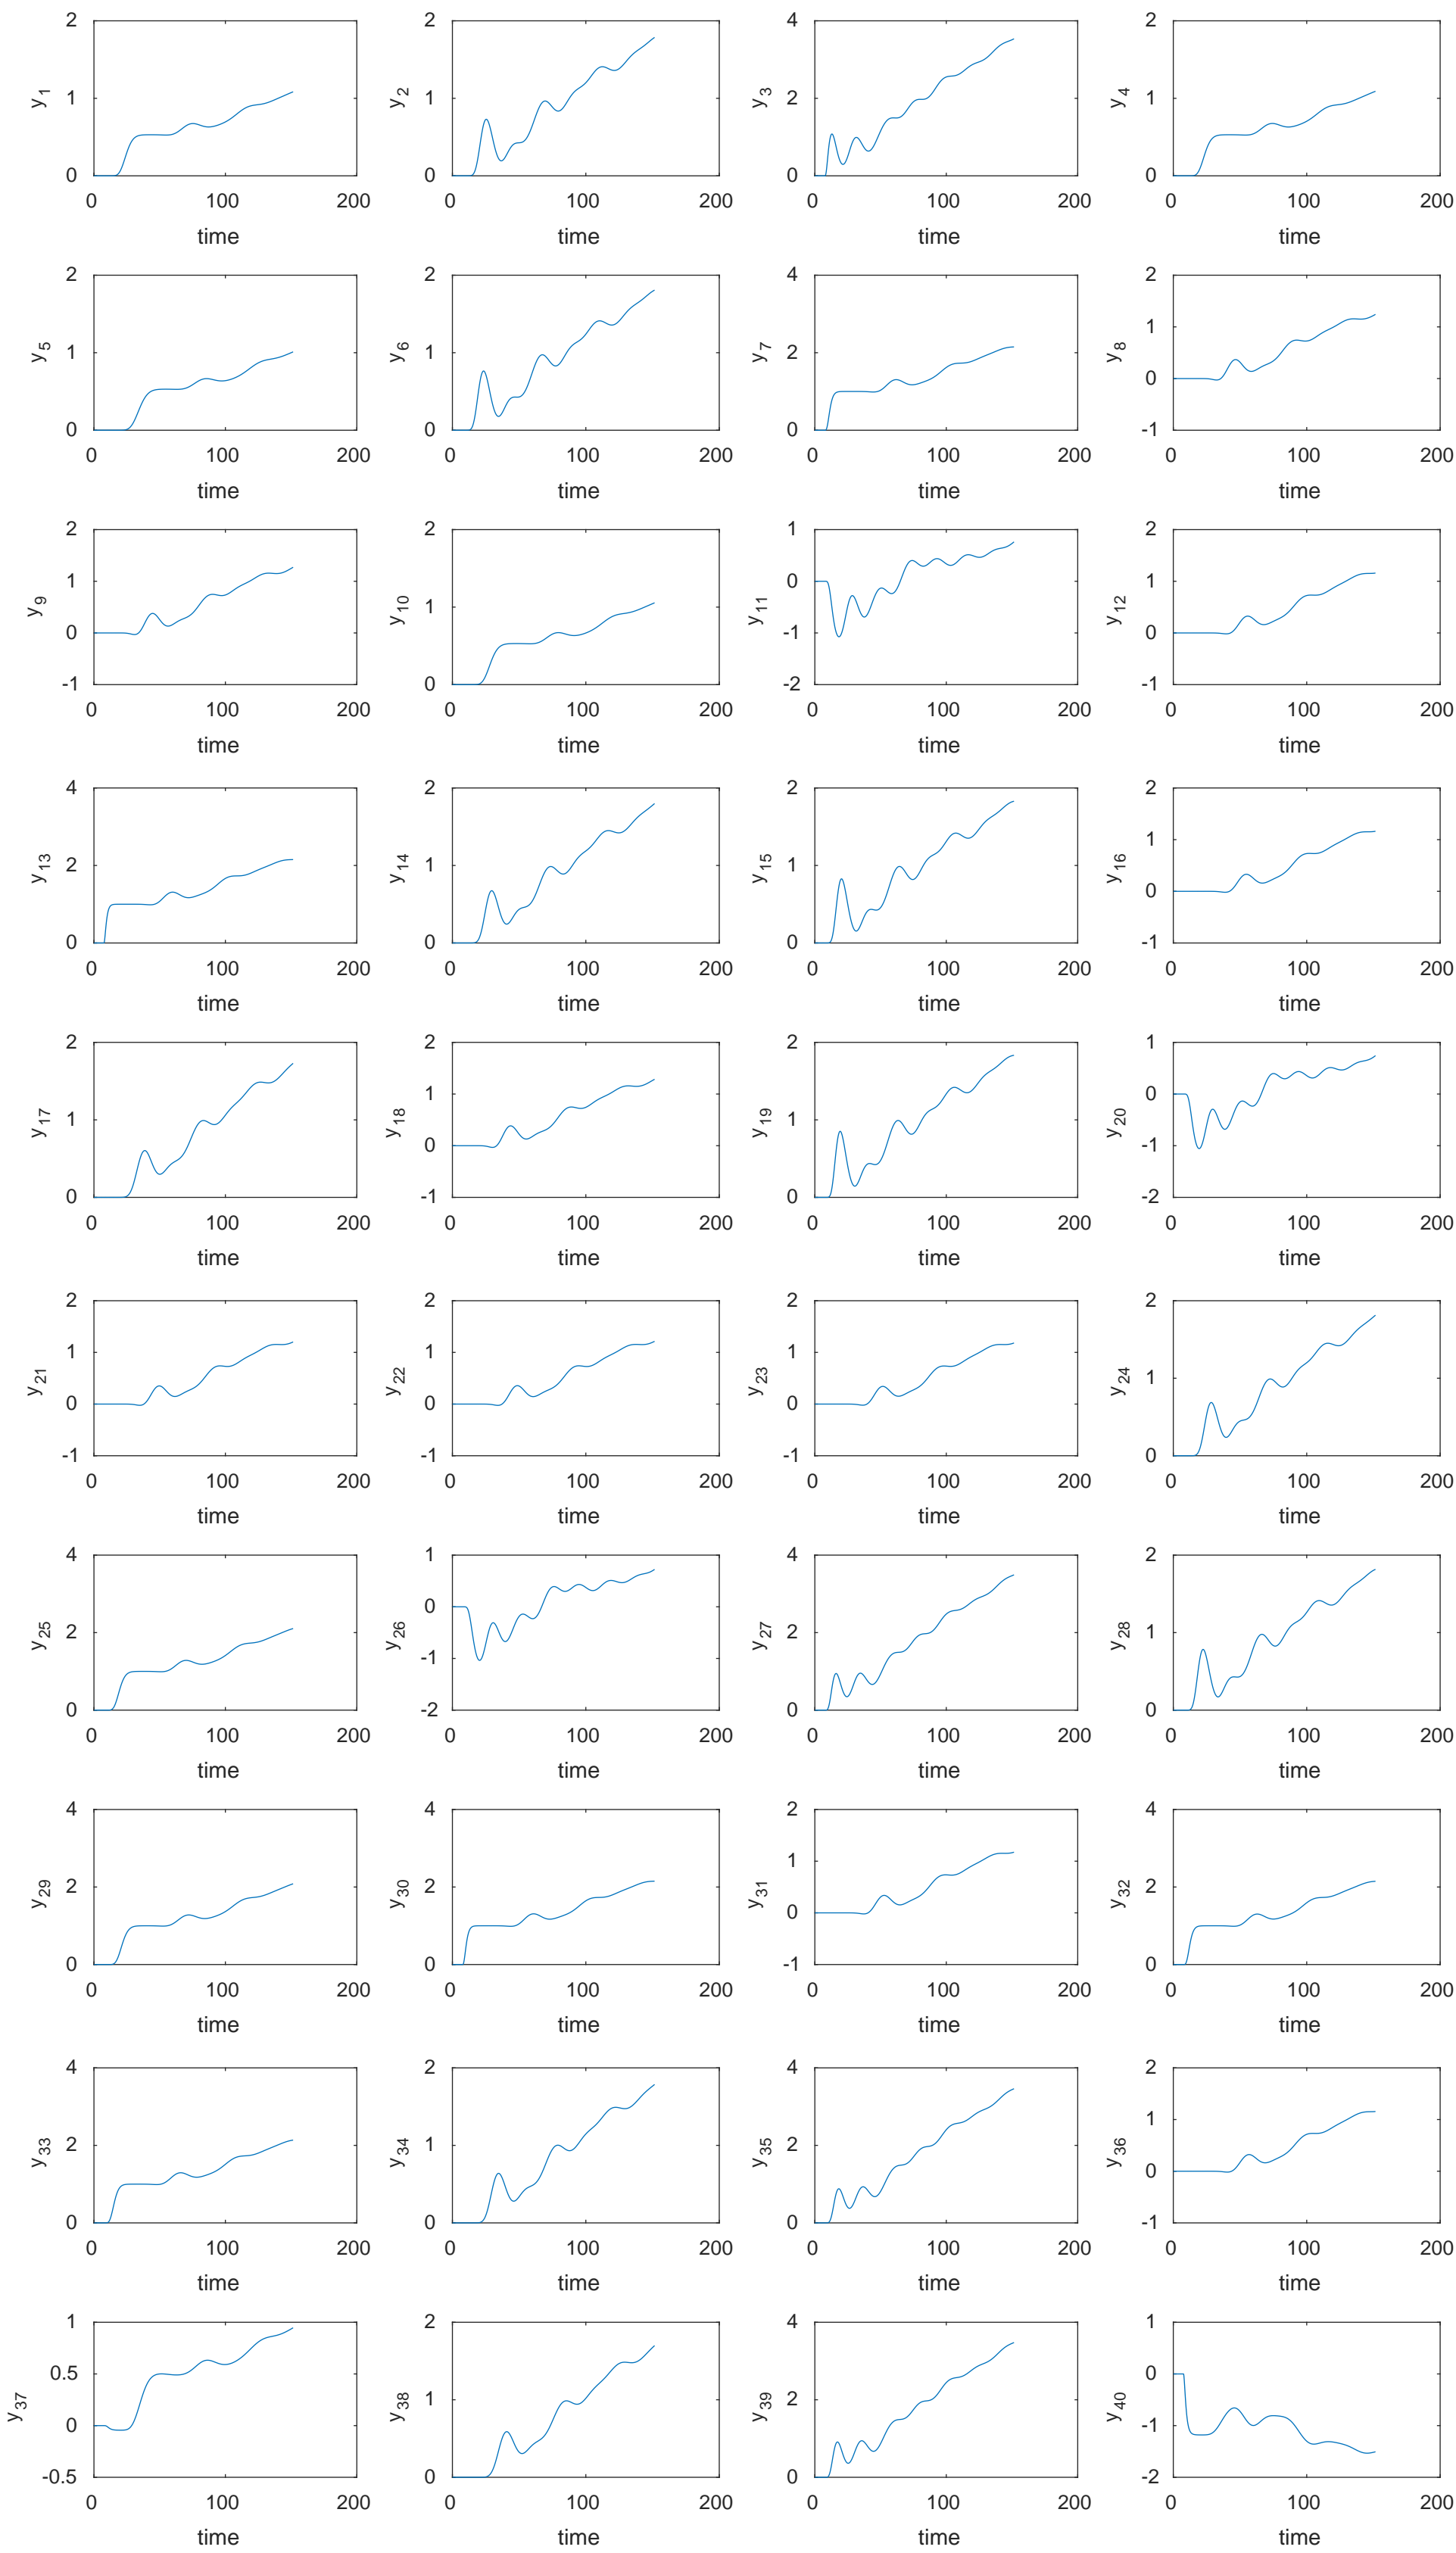 2 2 4 2
y1 1 y2 1 y3 2 y4 1
0 0 0 0
0 100 200 0 100 200 0 100 200 0 100 200
time time time time
2 2 4 2
y5 1 y6 1 y7 2 y8 1
0
0 0 0 -1
0 100 200 0 100 200 0 100 200 0 100 200
time time time time
2 2 1 2
y9 1 y10 1 y11 0 y12 1
0 -1 0
-1 0 -2 -1
0 100 200 0 100 200 0 100 200 0 100 200
time time time time
4 2 2 2
y13 2 y14 1 y15 1 y16 1
0
0 0 0 -1
0 100 200 0 100 200 0 100 200 0 100 200
time time time time
2 2 2 1
y17 1 y18 1 y19 1 y20 0
0 -1
0 -1 0 -2
0 100 200 0 100 200 0 100 200 0 100 200
time time time time
2 2 2 2
y21 1 y22 1 y23 1 y24 1
0 0 0
-1 -1 -1 0
0 100 200 0 100 200 0 100 200 0 100 200
time time time time
4 1 4 2
y25 2 y26 0 y27 2 y28 1
-1
0 -2 0 0
0 100 200 0 100 200 0 100 200 0 100 200
time time time time
4 4 2 4
y29 2 y30 2 y31 1 y32 2
0
0 0 -1 0
0 100 200 0 100 200 0 100 200 0 100 200
time time time time
4 2 4 2
y33 2 y34 1 y35 2 y36 1
0
0 0 0 -1
0 100 200 0 100 200 0 100 200 0 100 200
time time time time
1 2 4 1
y37 0.5 y38 1 y39 2 y40 0
0 -1
-0.5 0 0 -2
0 100 200 0 100 200 0 100 200 0 100 200
time time time time